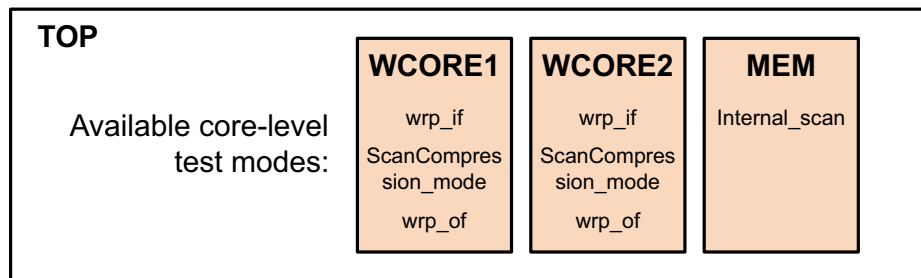 TOP
WCORE1
WCORE2
MEM
Available core-level
test modes:
wrp_if
ScanCompres
sion_mode
wrp_of
wrp_if
ScanCompres
sion_mode
wrp_of
Internal_scan